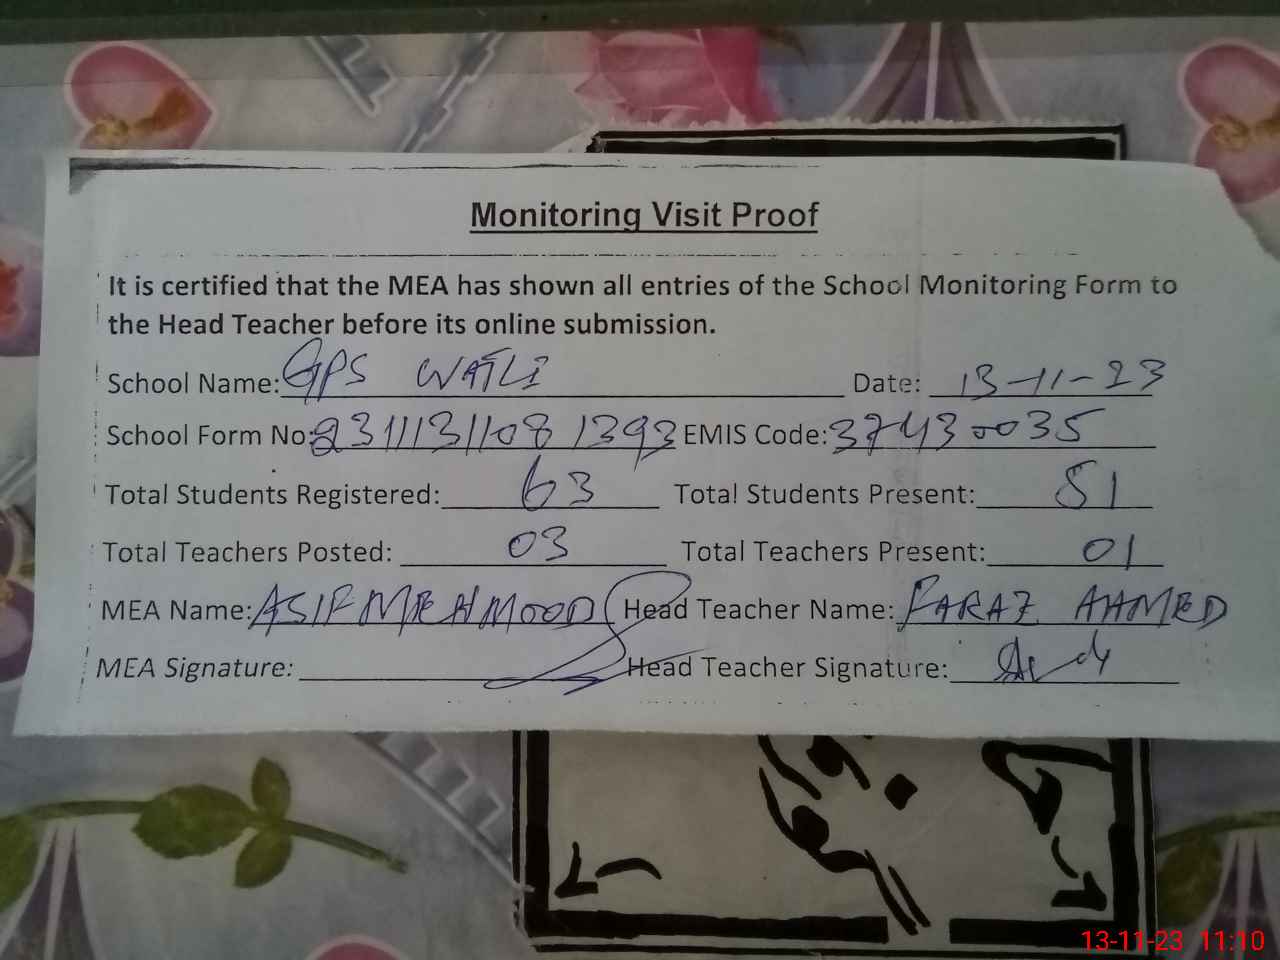 Monitoring Visit Proof
It is certified that the MEA has shown all entries of the School Monitoring Form to
the Head Teacher before its online submission.
School Name: GPS WATLI Date: 13-11-23
School Form No: 23111311081393 EMIS Code: 37430035
Total Students Registered: 63 Total Students Present: 51
Total Teachers Posted: 03 Total Teachers Present: 01
MEA Name: ASIF MEHMOOD Head Teacher Name: FARAZ AHMED
MEA Signature: Head Teacher Signature:
13-11-23 11:10